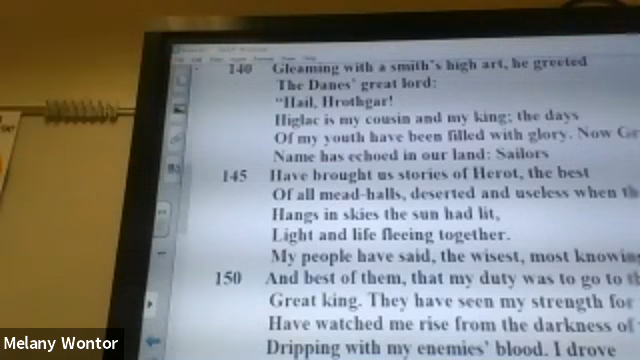 140 Gleaming with a smith's high art, he greeted
The Danes' great lord:
"Hail, Hrothgar!
Higlac is my cousin and my king; the days
Of my youth have been filled with glory. Now
Name has echoed in our land: Sailors
145 Have brought us stories of Herot, the best
Of all mead-halls, deserted and useless when
Hangs in skies the sun had lit,
Light and life fleeing together.
My people have said, the wisest, most knowing
150 And best of them, that my duty was to go to
Great king. They have seen my strength for
Have watched me rise from the darkness of
Dripping with my enemies' blood. I drove
Melany Wontor